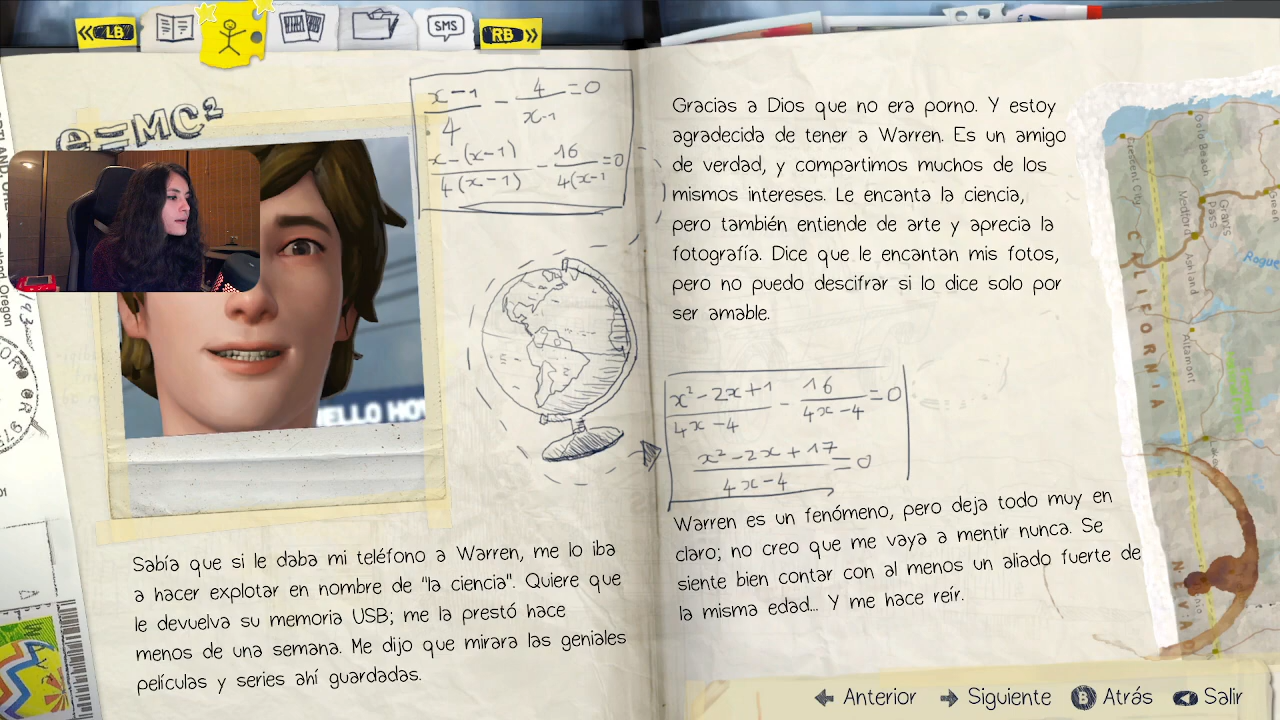 LB
SMS
RB
e=MC²
x-1/4 - 4/x-1 =0
x-(x-1)/4(x-1) - 16/4(x-1 =0
HELLO
Sabía que si le daba mi teléfono a Warren, me lo iba
a hacer explotar en nombre de "la ciencia". Quiere que
le devuelva su memoria USB; me la prestó hace
menos de una semana. Me dijo que mirara las geniales
películas y series ahí guardadas.
Gracias a Dios que no era porno. Y estoy
agradecida de tener a Warren. Es un amigo
de verdad, y compartimos muchos de los
mismos intereses. Le encanta la ciencia,
pero también entiende de arte y aprecia la
fotografía. Dice que le encantan mis fotos,
pero no puedo descifrar si lo dice solo por
ser amable.
x²-2x+1/4x-4 - 16/4x-4 =0
x²-2x+17/4x-4 =0
Warren es un fenómeno, pero deja todo muy en
claro; no creo que me vaya a mentir nunca. Se
siente bien contar con al menos un aliado fuerte de
la misma edad... Y me hace reír.
Crescent City
CALIFORNIA
Gold Beach
Medford
Grants
Pass
Ashland
Rogue
Altamont
Oregon
Anterior
Siguiente
B Atrás
Salir